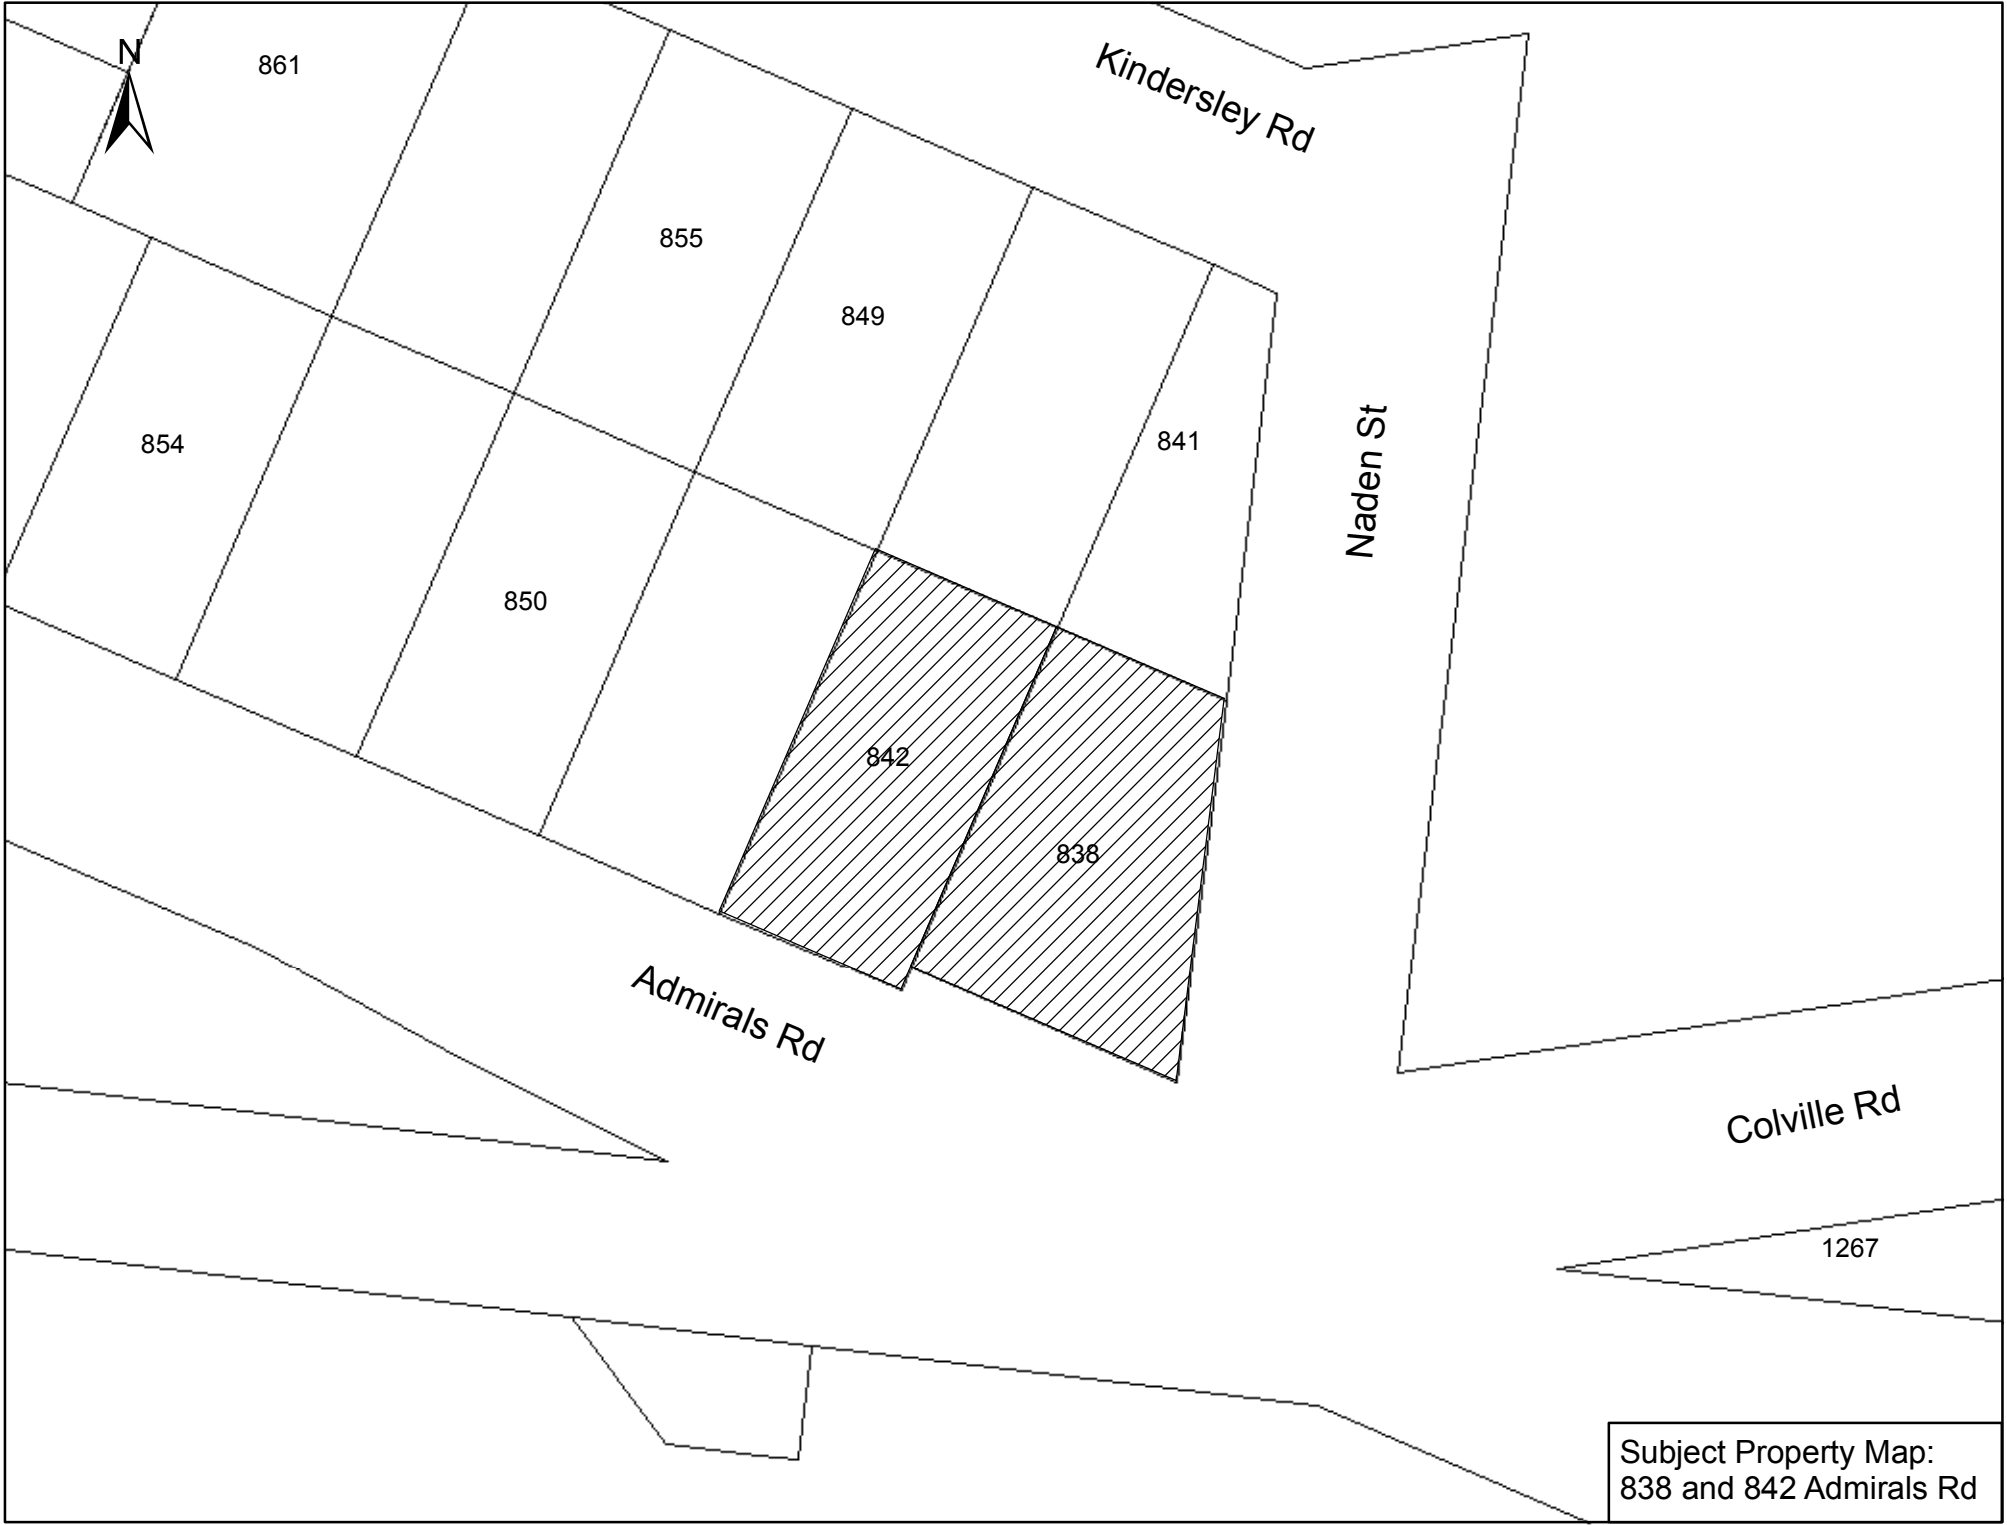 N
861
Kindersley Rd
855
849
841
854
Naden St
850
842
838
Admirals Rd
Colville Rd
1267
Subject Property Map:
838 and 842 Admirals Rd